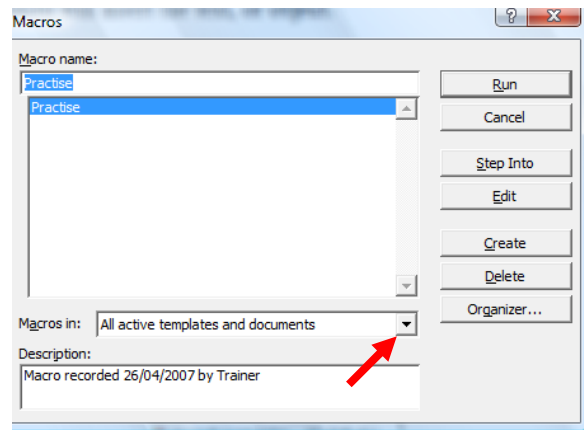 Macros
Macro name:
Practise
Practise
Run
Cancel
Step Into
Edit
Create
Delete
Organizer...
Macros in: All active templates and documents
Description:
Macro recorded 26/04/2007 by Trainer